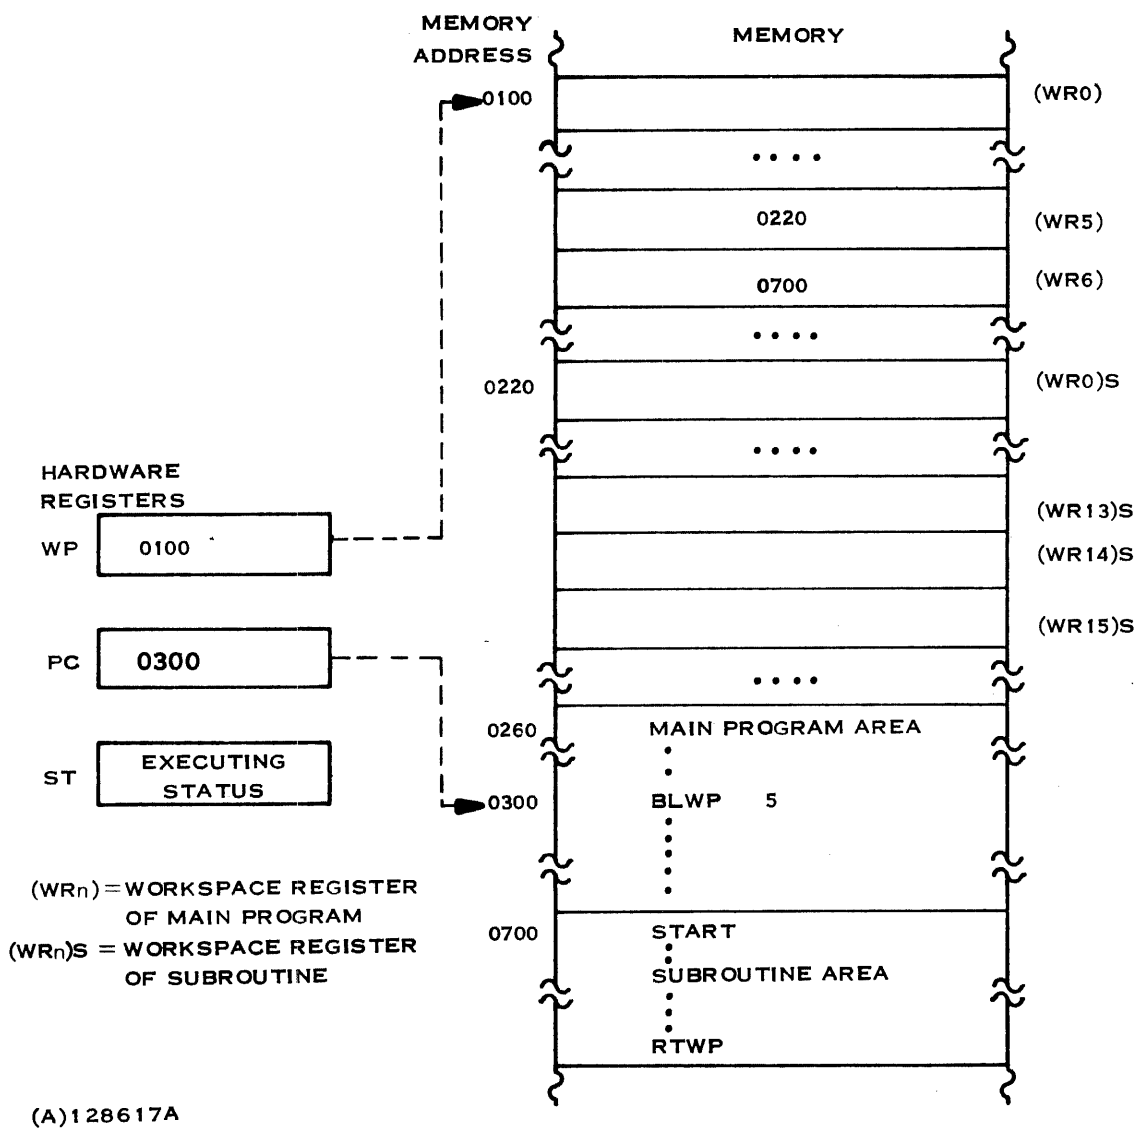 MEMORY
ADDRESS
MEMORY
0100
(WR0)
• • • •
0220
(WR5)
0700
(WR6)
• • • •
0220
(WR0)S
• • • •
HARDWARE
REGISTERS
(WR13)S
WP
0100
(WR14)S
(WR15)S
PC
0300
• • • •
0260
MAIN PROGRAM AREA
ST
EXECUTING
STATUS
0300
BLWP 5
(WRn)=WORKSPACE REGISTER
OF MAIN PROGRAM
(WRn)S = WORKSPACE REGISTER
OF SUBROUTINE
0700
START
SUBROUTINE AREA
RTWP
(A)128617A